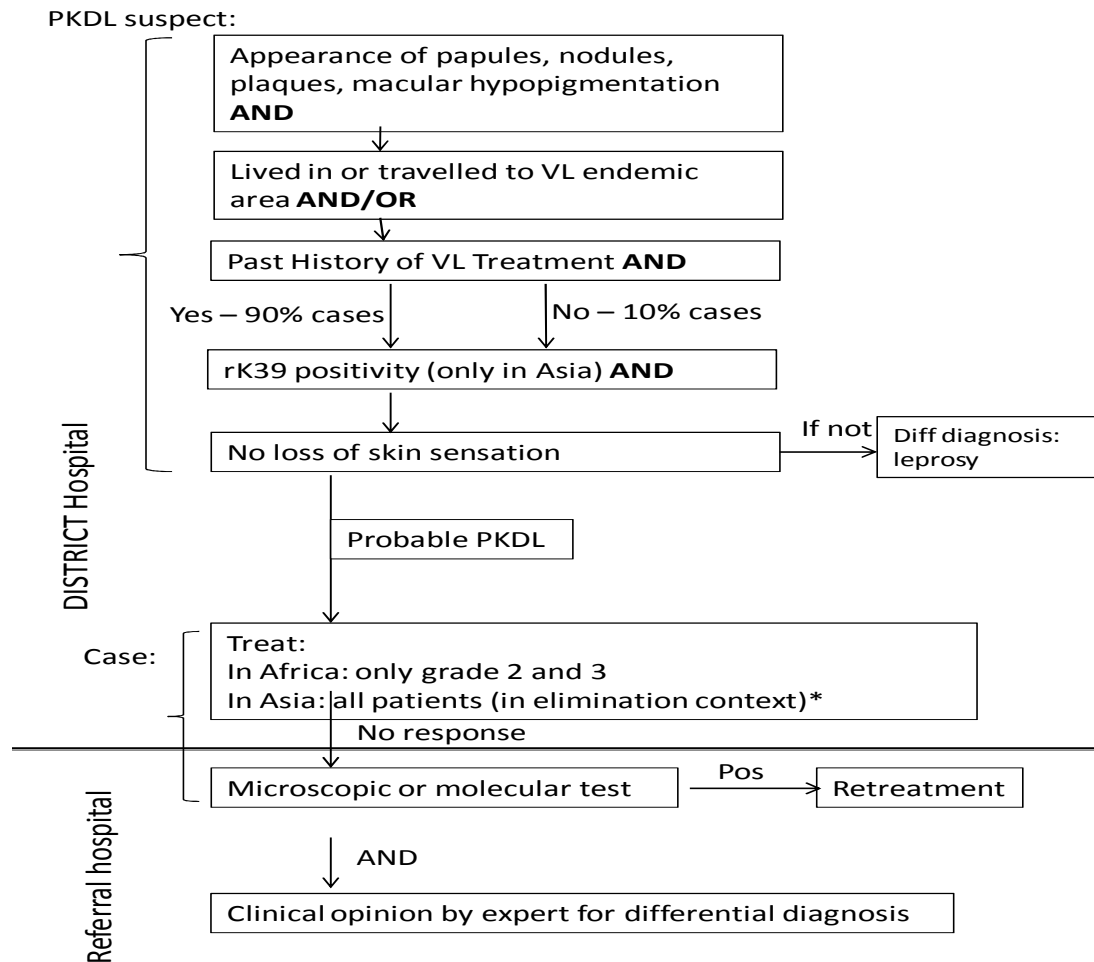 PKDL suspect:
Appearance of papules, nodules,
plaques, macular hypopigmentation
AND
Lived in or travelled to VL endemic
area AND/OR
Past History of VL Treatment AND
Yes – 90% cases
No – 10% cases
rK39 positivity (only in Asia) AND
No loss of skin sensation
If not
Diff diagnosis:
leprosy
DISTRICT Hospital
Probable PKDL
Case:
Treat:
In Africa: only grade 2 and 3
In Asia: all patients (in elimination context)*
No response
Microscopic or molecular test
Pos
Retreatment
Referral hospital
AND
Clinical opinion by expert for differential diagnosis